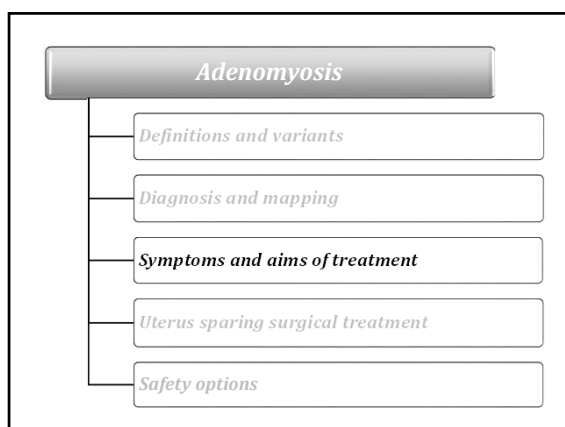 Adenomyosis
Definitions and variants
Diagnosis and mapping
Symptoms and aims of treatment
Uterus sparing surgical treatment
Safety options